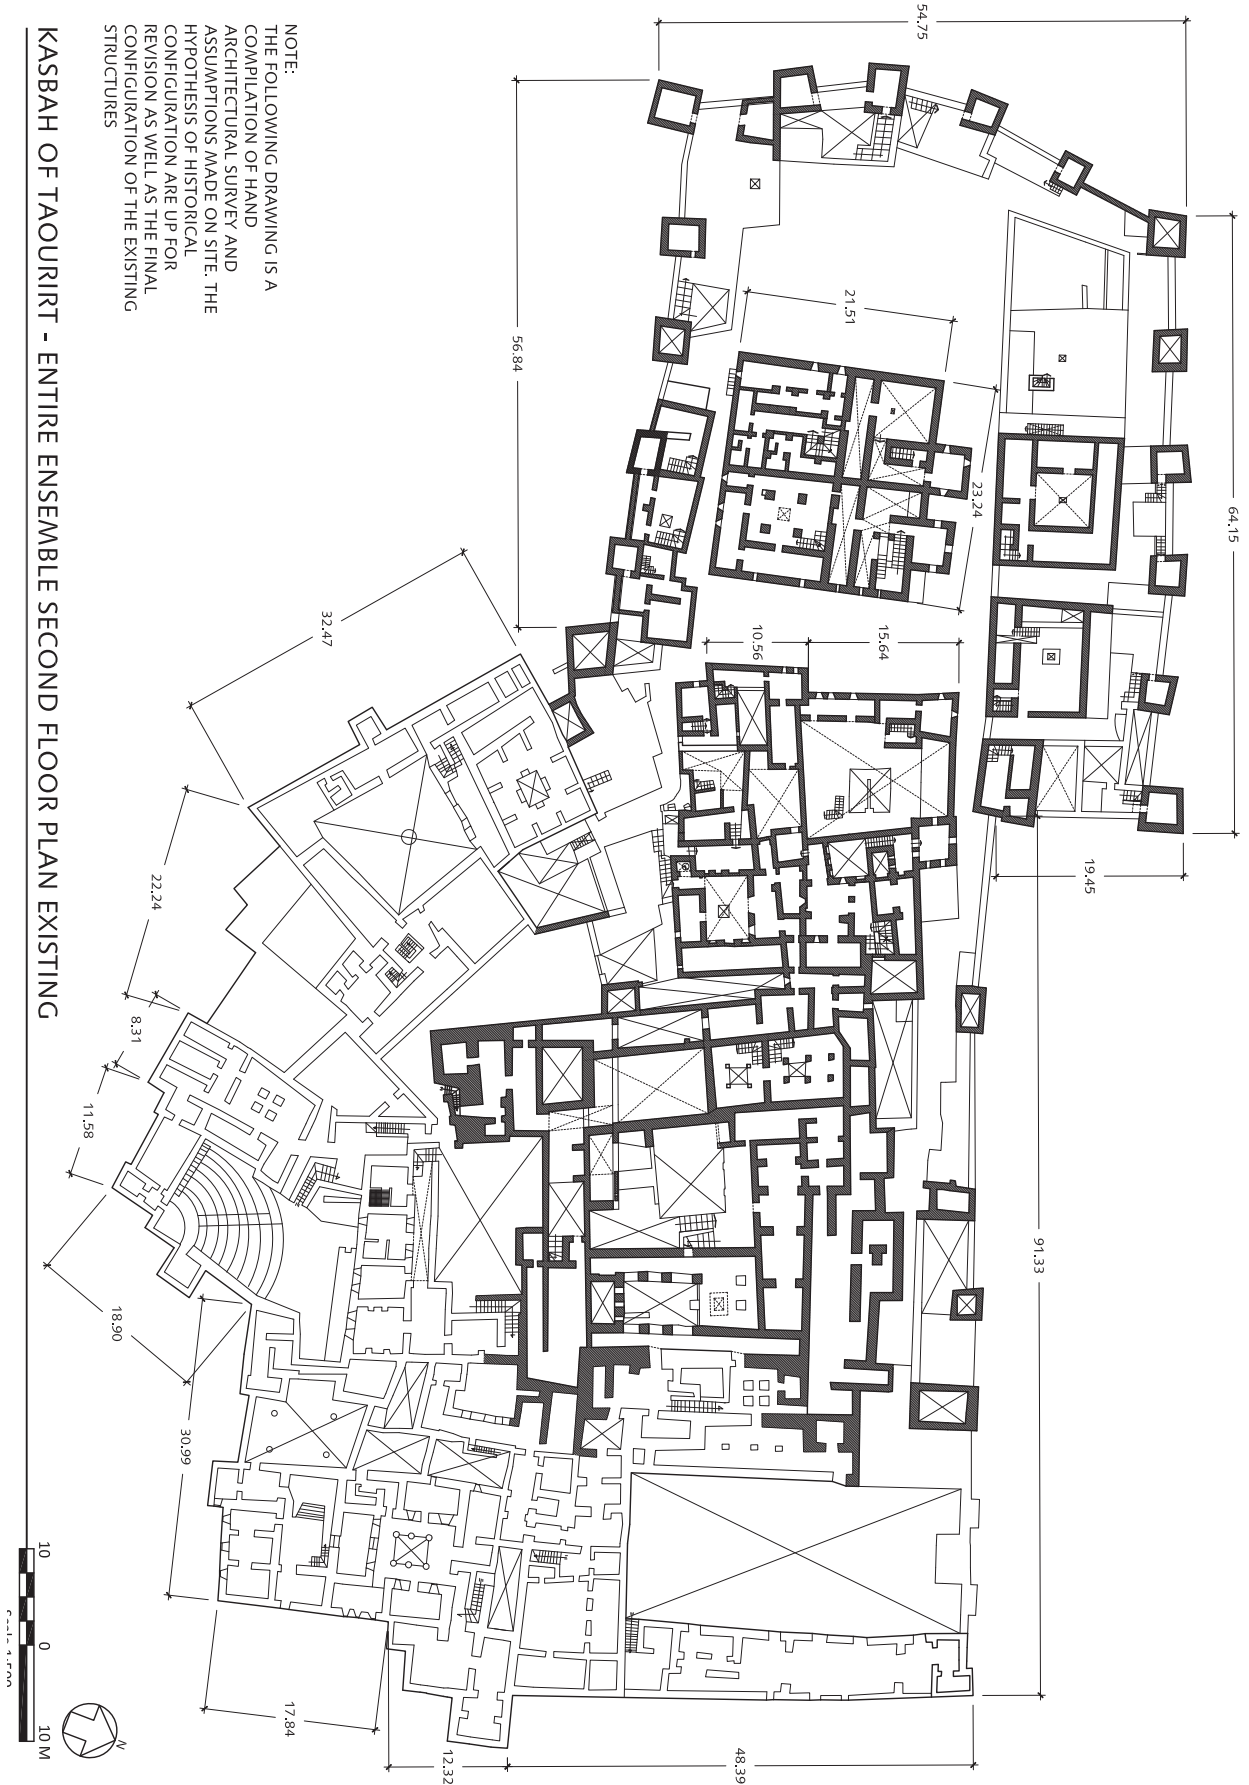 KASBAH OF TAOURIRT - ENTIRE ENSEMBLE SECOND FLOOR PLAN EXISTING
NOTE:
THE FOLLOWING DRAWING IS A
COMPILATION OF HAND
ARCHITECTURAL SURVEY AND
ASSUMPTIONS MADE ON SITE. THE
HYPOTHESIS OF HISTORICAL
CONFIGURATION ARE UP FOR
REVISION AS WELL AS THE FINAL
CONFIGURATION OF THE EXISTING
STRUCTURES
54.75
56.84
64.15
21.51
23.24
10.56
15.64
19.45
32.47
22.24
8.31
11.58
18.90
30.99
91.33
17.84
12.32
48.39
10
0
10 M
N